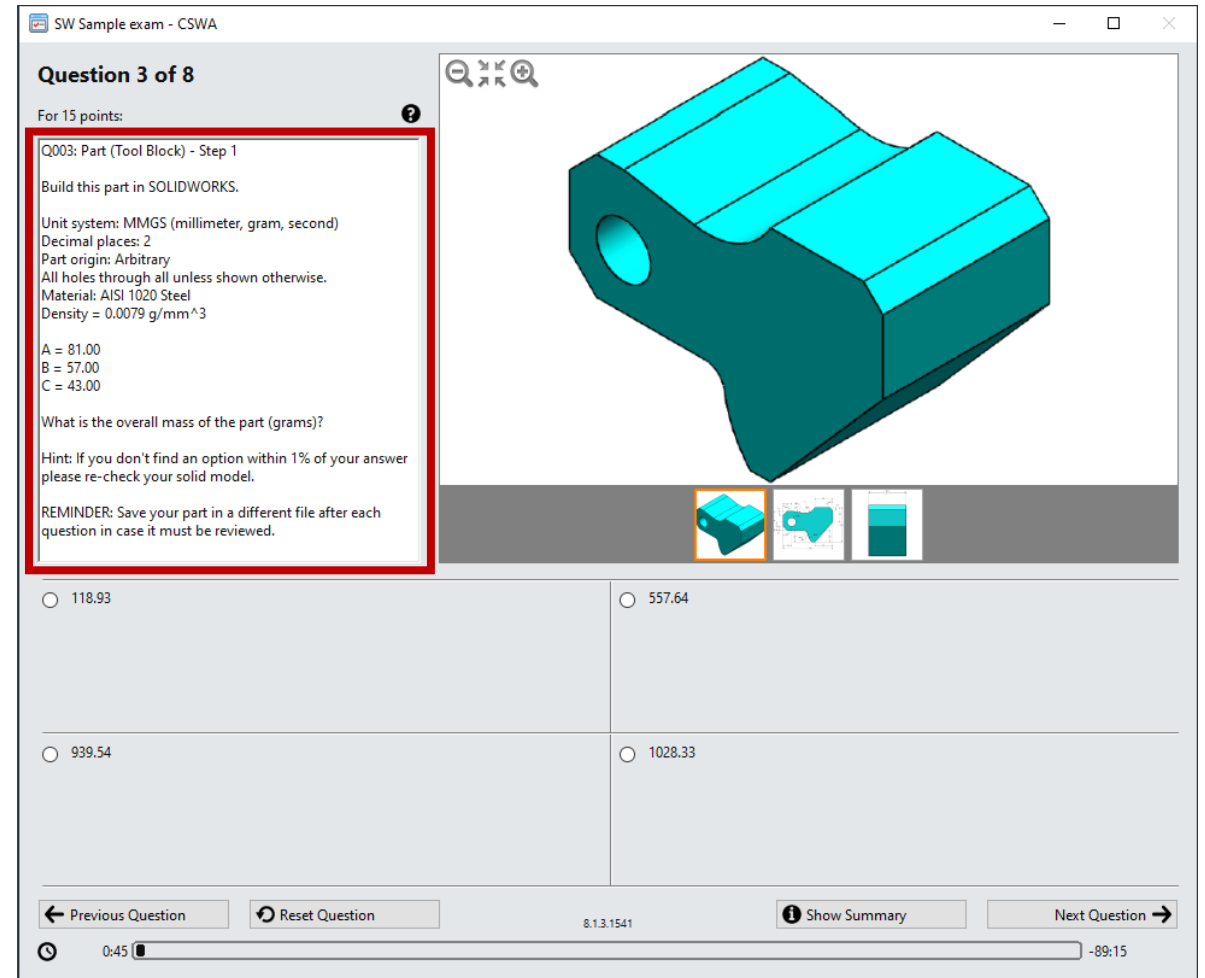 SW Sample exam - CSWA
Question 3 of 8
For 15 points:
Q003: Part (Tool Block) - Step 1
Build this part in SOLIDWORKS.
Unit system: MMGS (millimeter, gram, second)
Decimal places: 2
Part origin: Arbitrary
All holes through all unless shown otherwise.
Material: AISI 1020 Steel
Density = 0.0079 g/mm^3
A = 81.00
B = 57.00
C = 43.00
What is the overall mass of the part (grams)?
Hint: If you don't find an option within 1% of your answer
please re-check your solid model.
REMINDER: Save your part in a different file after each
question in case it must be reviewed.
118.93
557.64
939.54
1028.33
Previous Question
Reset Question
8.1.3.1541
Show Summary
Next Question
0:45
-89:15